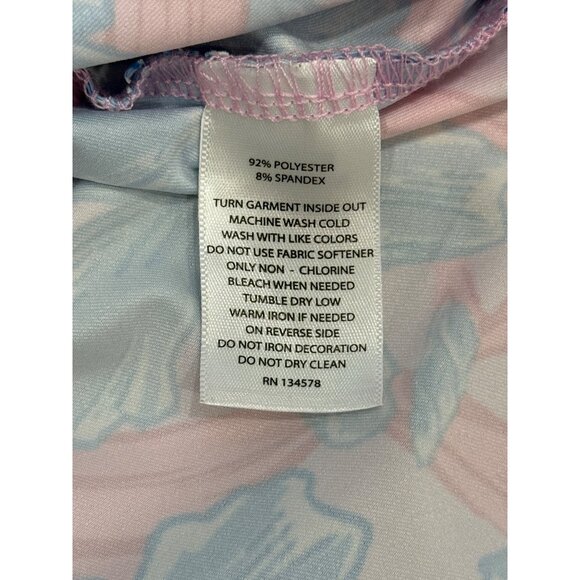 92% POLYESTER
8% SPANDEX
TURN GARMENT INSIDE OUT
MACHINE WASH COLD
WASH WITH LIKE COLORS
DO NOT USE FABRIC SOFTENER
ONLY NON - CHLORINE
BLEACH WHEN NEEDED
TUMBLE DRY LOW
WARM IRON IF NEEDED
ON REVERSE SIDE
DO NOT IRON DECORATION
DO NOT DRY CLEAN
RN 134578